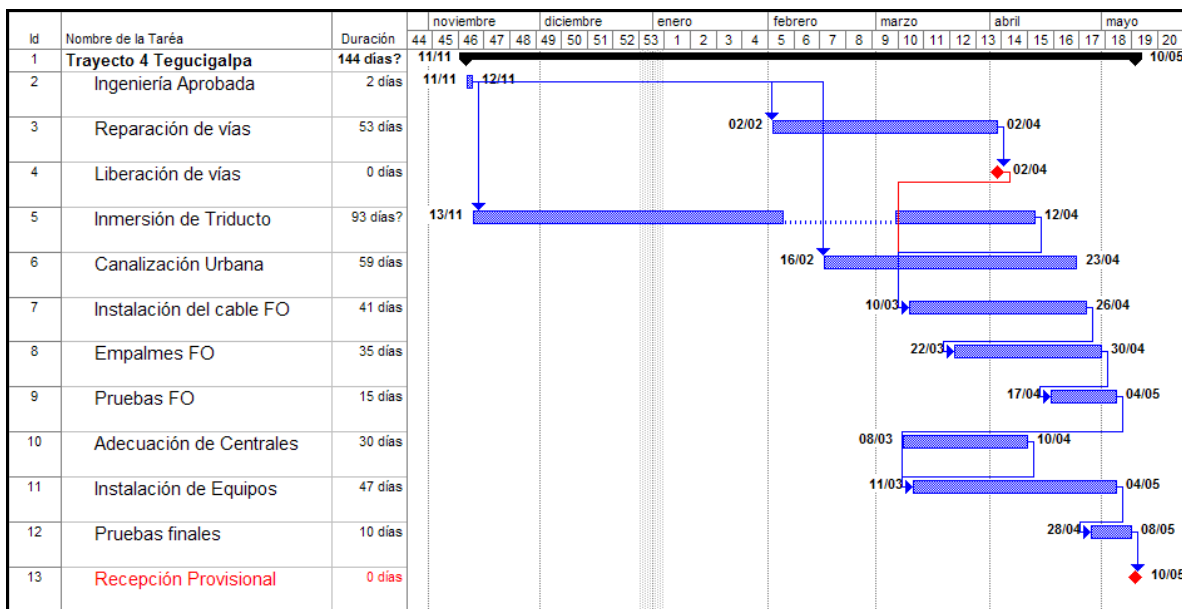 noviembre diciembre enero febrero marzo abril mayo
Id Nombre de la Taréa Duración 44 45 46 47 48 49 50 51 52 53 1 2 3 4 5 6 7 8 9 10 11 12 13 14 15 16 17 18 19 20
1 Trayecto 4 Tegucigalpa 144 días? 11/11 10/05
2 Ingeniería Aprobada 2 días 11/11 12/11
3 Reparación de vías 53 días 02/02 02/04
4 Liberación de vías 0 días 02/04
5 Inmersión de Triducto 93 días? 13/11 12/04
6 Canalización Urbana 59 días 16/02 23/04
7 Instalación del cable FO 41 días 10/03 26/04
8 Empalmes FO 35 días 22/03 30/04
9 Pruebas FO 15 días 17/04 04/05
10 Adecuación de Centrales 30 días 08/03 10/04
11 Instalación de Equipos 47 días 11/03 04/05
12 Pruebas finales 10 días 28/04 08/05
13 Recepción Provisional 0 días 10/05